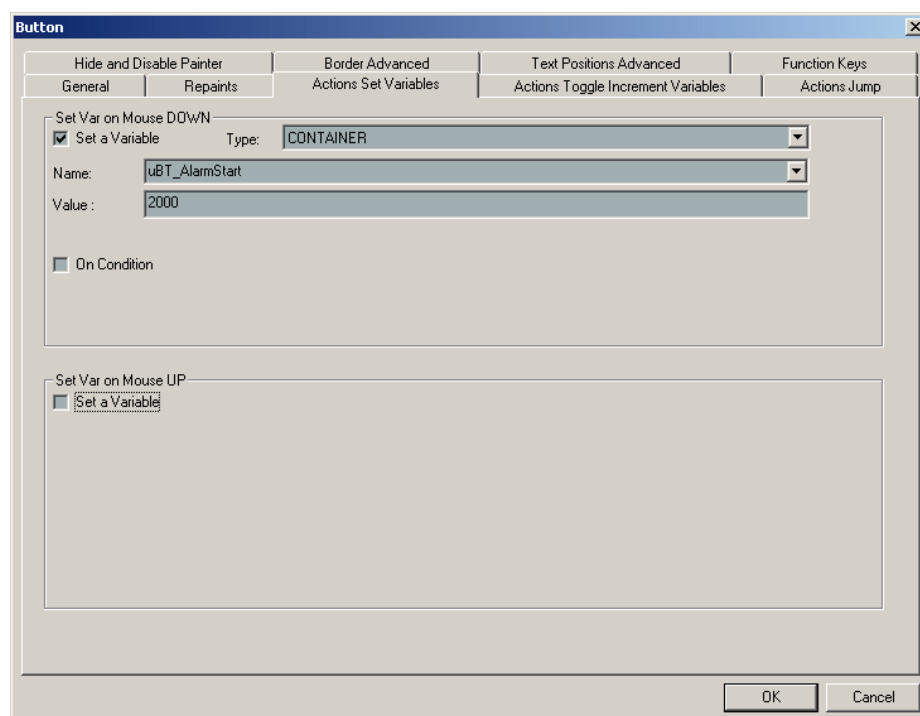 Button
Hide and Disable Painter Border Advanced Text Positions Advanced Function Keys
General Repaints Actions Set Variables Actions Toggle Increment Variables Actions Jump
Set Var on Mouse DOWN
Set a Variable Type: CONTAINER
Name: uBT_AlarmStart
Value : 2000
On Condition
Set Var on Mouse UP
Set a Variable
OK Cancel